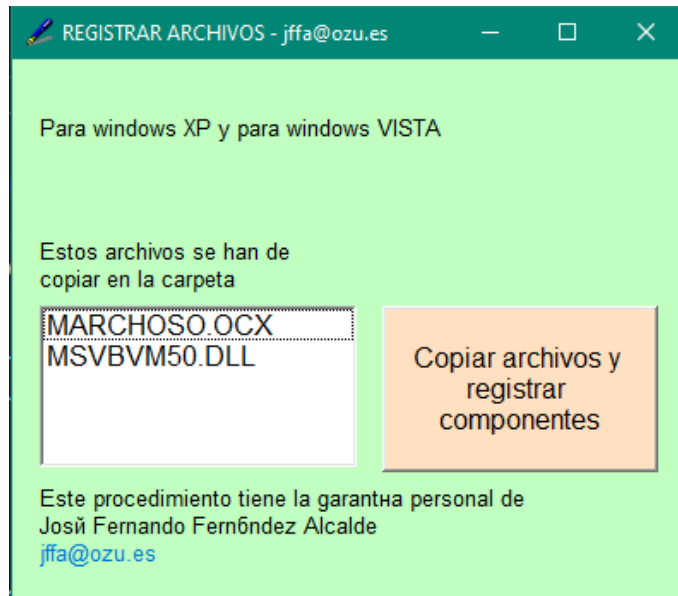 REGISTRAR ARCHIVOS - jffa@ozu.es
Para windows XP y para windows VISTA
Estos archivos se han de
copiar en la carpeta
MARCHOSO.OCX
MSVBVM50.DLL
Copiar archivos y
registrar
componentes
Este procedimiento tiene la garantнa personal de
Josй Fernando Fernбndez Alcalde
jffa@ozu.es